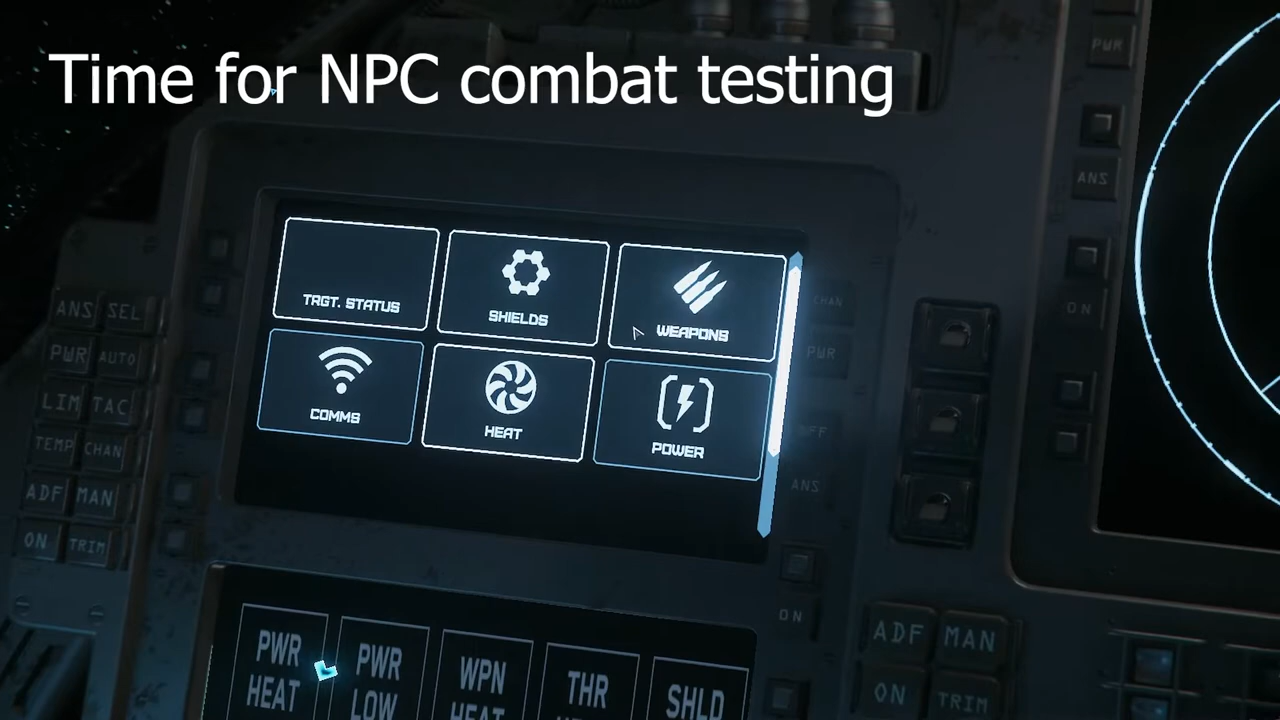 Time for NPC combat testing
PWR
ANS
ON
TRGT. STATUS
SHIELDS
WEAPONS
COMMS
HEAT
POWER
CHAN
PWR
ANS
ON
ANS SEL
PWR AUTO
LIM TAC
TEMP CHAN
ADF MAN
ON TRIM
ADF MAN
ON TRIM
PWR
HEAT
PWR
LOW
WPN
HEAT
THR
SHLD